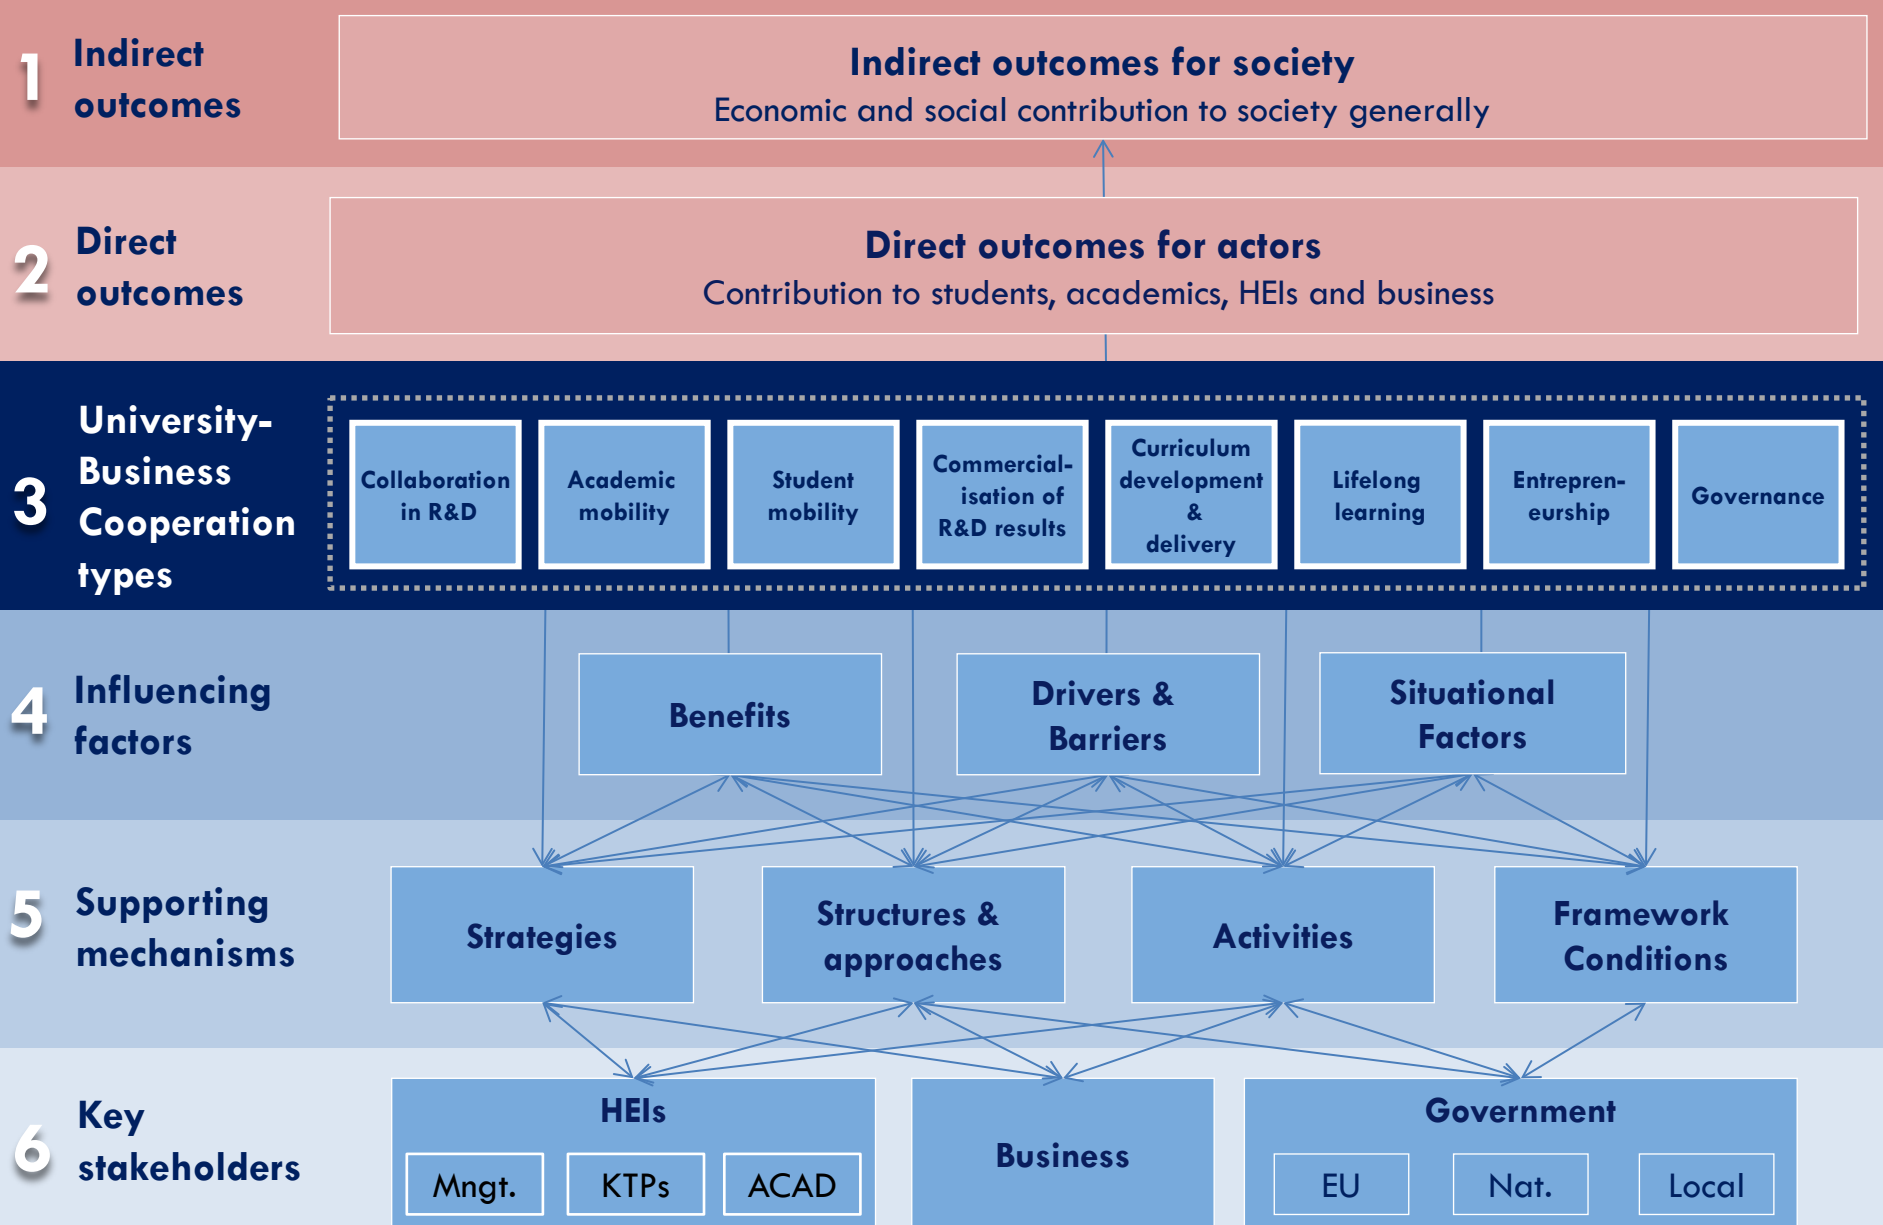 1
Indirect
outcomes
Indirect outcomes for society
Economic and social contribution to society generally
2
Direct
outcomes
Direct outcomes for actors
Contribution to students, academics, HEIs and business
3
University-
Business
Cooperation
types
Collaboration
in R&D
Academic
mobility
Student
mobility
Commercial-
isation of
R&D results
Curriculum
development
&
delivery
Lifelong
learning
Entrepren-
eurship
Governance
4
Influencing
factors
Benefits
Drivers &
Barriers
Situational
Factors
5
Supporting
mechanisms
Strategies
Structures &
approaches
Activities
Framework
Conditions
6
Key
stakeholders
HEIs
Mngt.
KTPs
ACAD
Business
Government
EU
Nat.
Local